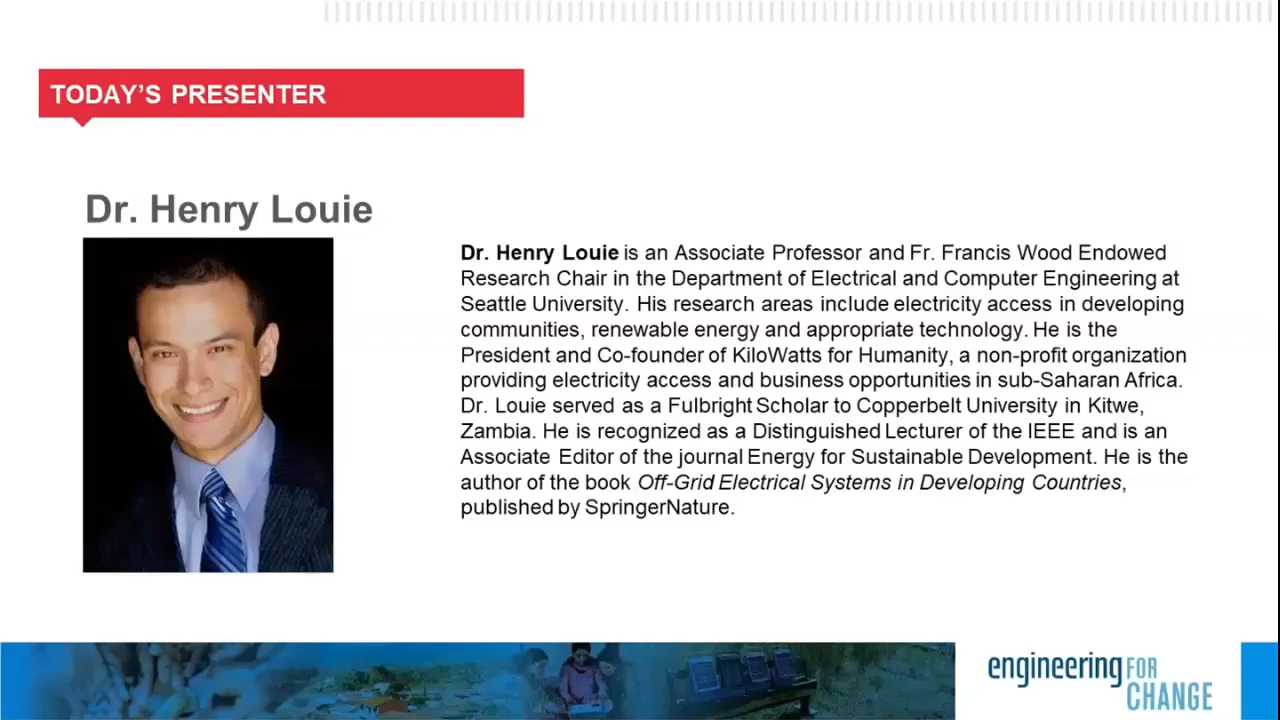 TODAY'S PRESENTER
Dr. Henry Louie
Dr. Henry Louie is an Associate Professor and Fr. Francis Wood Endowed
Research Chair in the Department of Electrical and Computer Engineering at
Seattle University. His research areas include electricity access in developing
communities, renewable energy and appropriate technology. He is the
President and Co-founder of KiloWatts for Humanity, a non-profit organization
providing electricity access and business opportunities in sub-Saharan Africa.
Dr. Louie served as a Fulbright Scholar to Copperbelt University in Kitwe,
Zambia. He is recognized as a Distinguished Lecturer of the IEEE and is an
Associate Editor of the journal Energy for Sustainable Development. He is the
author of the book Off-Grid Electrical Systems in Developing Countries,
published by SpringerNature.
engineering FOR
CHANGE